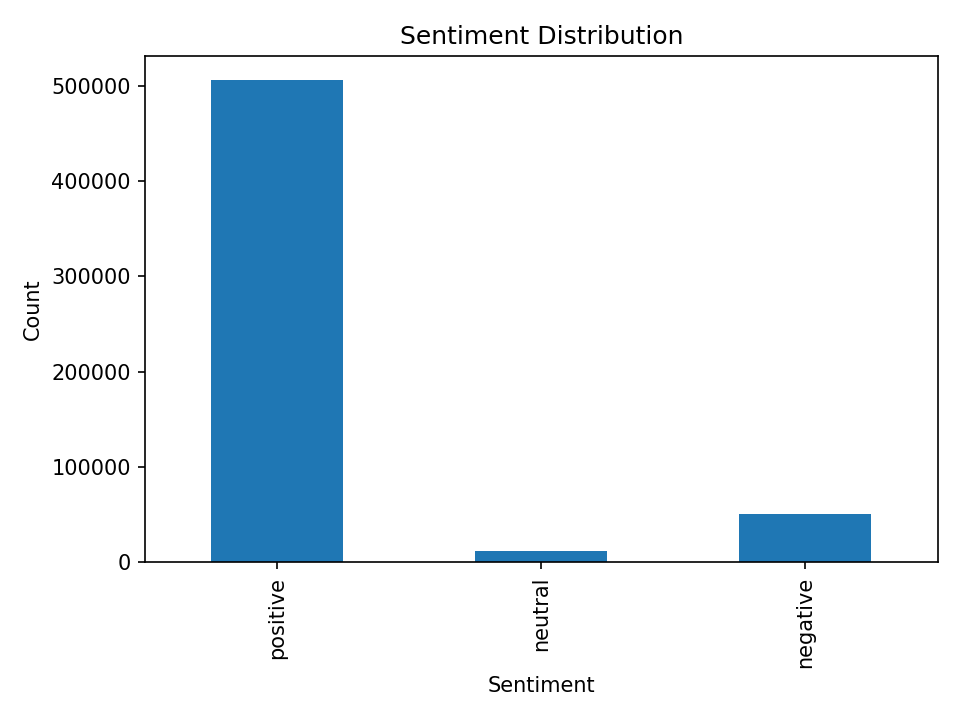 Sentiment Distribution
500000
400000
300000
200000
100000
0
Count
positive
neutral
negative
Sentiment